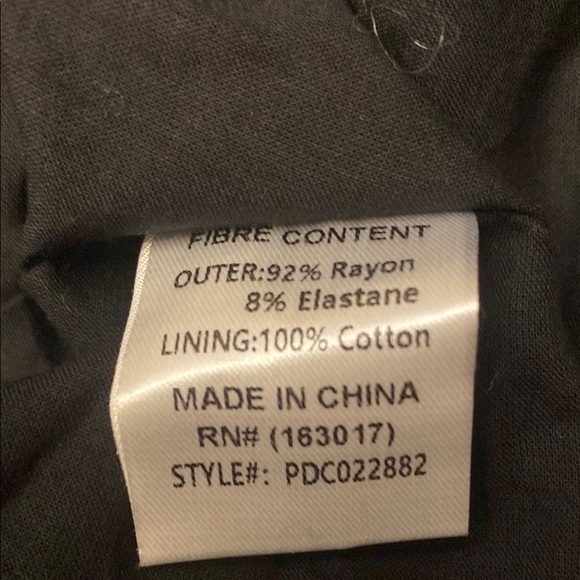 FIBRE CONTENT
OUTER:92% Rayon
8% Elastane
LINING:100% Cotton
MADE IN CHINA
RN# (163017)
STYLE#: PDC022882